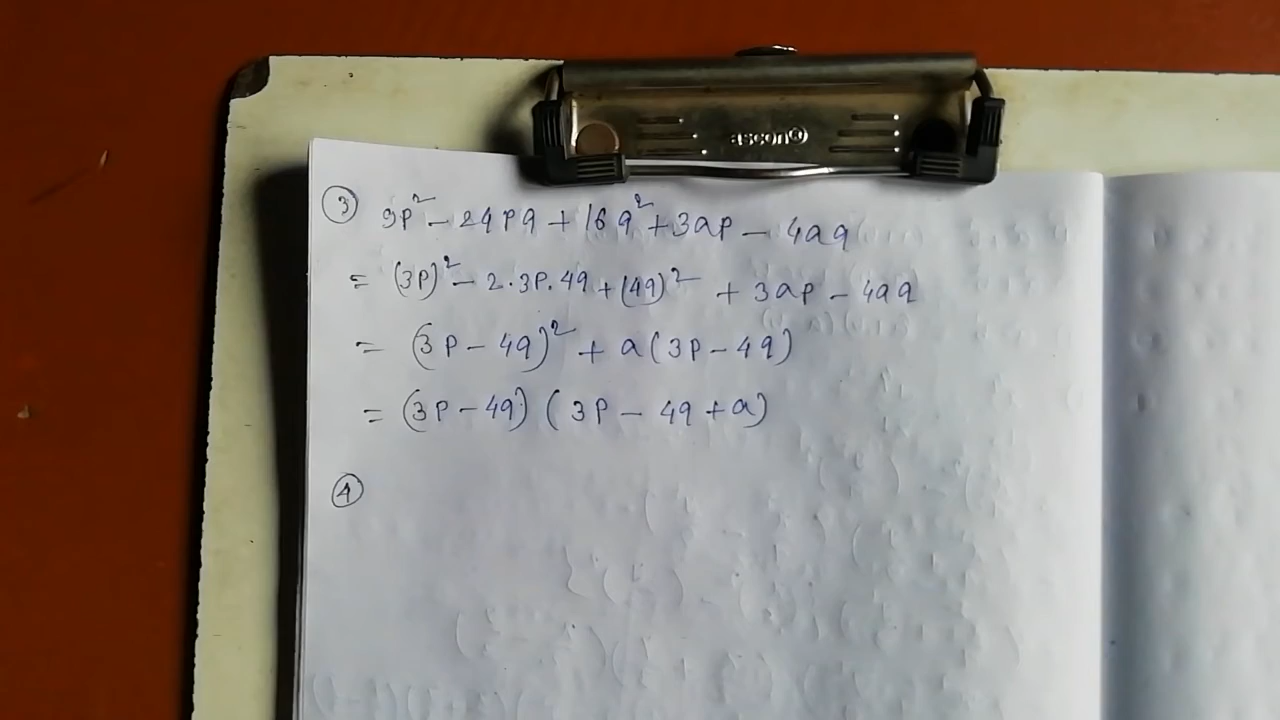 ascon®
③ 9p² - 24pq + 16q² + 3ap - 4aq
= (3p)² - 2·3p·4q + (4q)² + 3ap - 4aq
= (3p - 4q)² + a(3p - 4q)
= (3p - 4q) (3p - 4q + a)
④